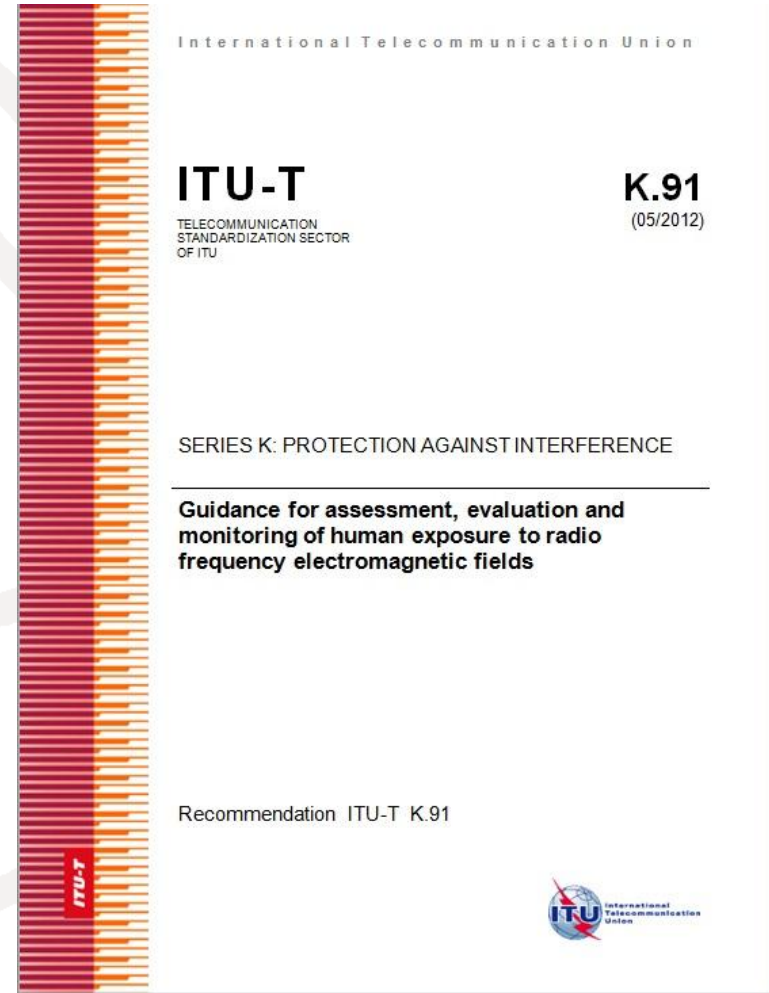 International Telecommunication Union
ITU-T
K.91
TELECOMMUNICATION
STANDARDIZATION SECTOR
OF ITU
(05/2012)
SERIES K: PROTECTION AGAINST INTERFERENCE
Guidance for assessment, evaluation and
monitoring of human exposure to radio
frequency electromagnetic fields
Recommendation ITU-T K.91
ITU-T
ITU
International
Telecommunication
Union